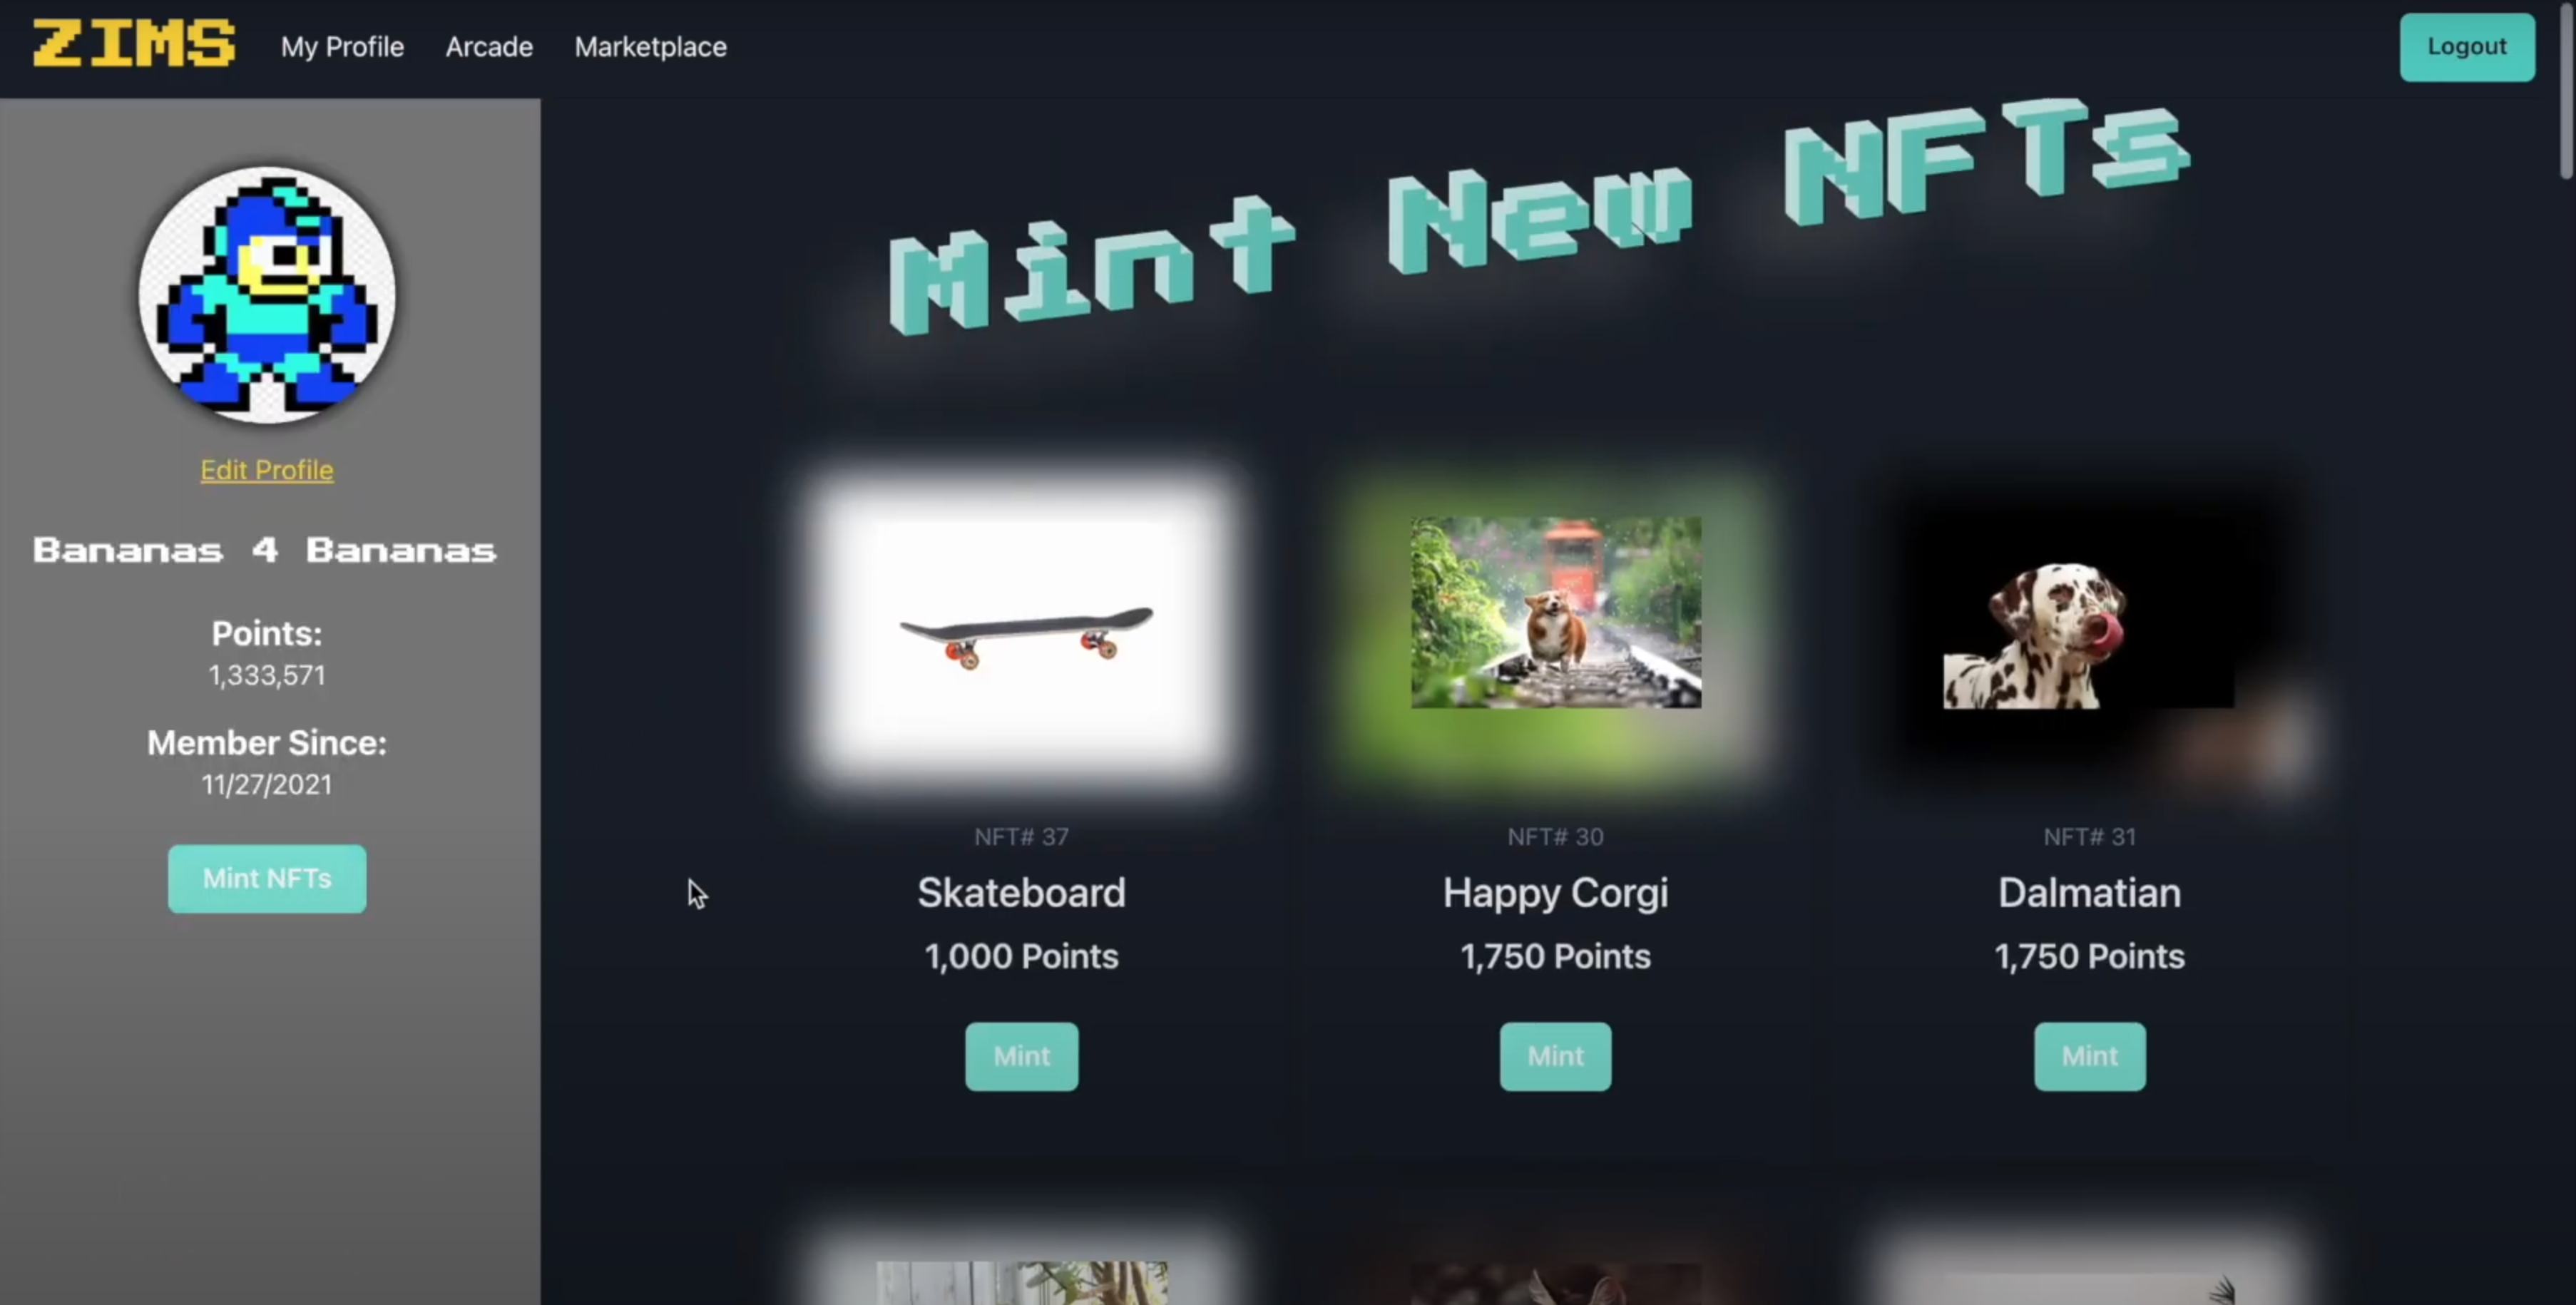 ZIMS
My Profile
Arcade
Marketplace
Logout
Edit Profile
Bananas 4 Bananas
Points:
1,333,571
Member Since:
11/27/2021
Mint NFTs
Mint New NFTs
NFT# 37
Skateboard
1,000 Points
Mint
NFT# 30
Happy Corgi
1,750 Points
Mint
NFT# 31
Dalmatian
1,750 Points
Mint